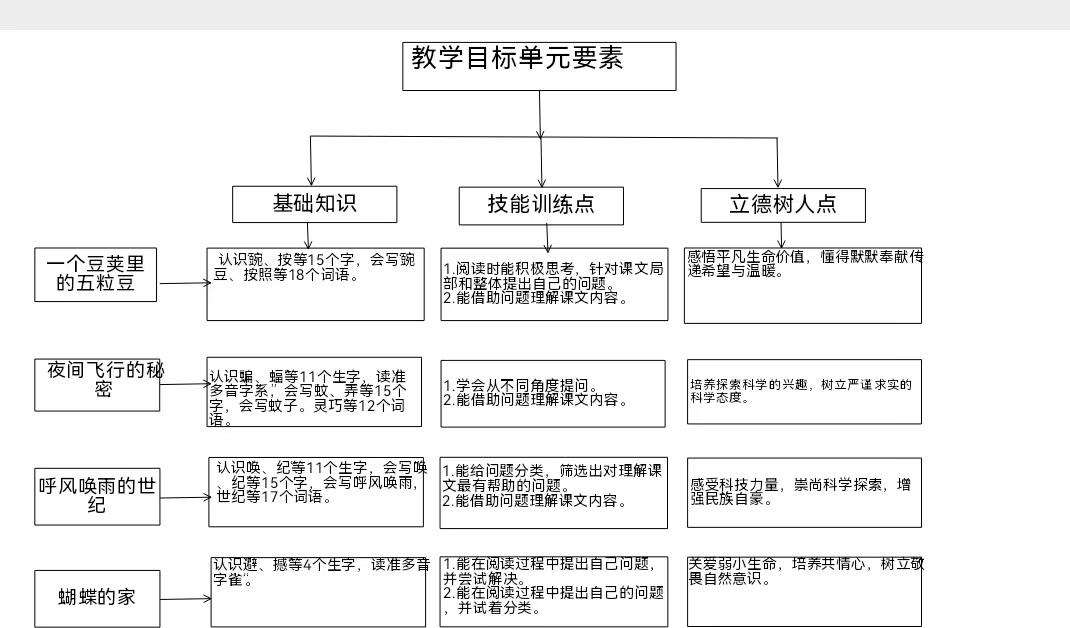 教学目标单元要素
基础知识
技能训练点
立德树人点
一个豆荚里
的五粒豆
认识豌、按等15个字，会写豌
豆、按照等18个词语。
1.阅读时能积极思考，针对课文局
部和整体提出自己的问题。
2.能借助问题理解课文内容。
感悟平凡生命价值，懂得默默奉献传
递希望与温暖。
夜间飞行的秘
密
认识蝙、蝠等11个生字，读准
多音字系，会写蚊、弄等15个
字，会写蚊子。灵巧等12个词
语。
1.学会从不同角度提问。
2.能借助问题理解课文内容。
培养探索科学的兴趣，树立严谨求实的
科学态度。
呼风唤雨的世
纪
认识唤、纪等11个生字，会写唤
、纪等15个字，会写呼风唤雨，
世纪等17个词语。
1.能给问题分类，筛选出对理解课
文最有帮助的问题。
2.能借助问题理解课文内容。
感受科技力量，崇尚科学探索，增
强民族自豪。
蝴蝶的家
认识避、撼等4个生字，读准多音
字雀“。
1.能在阅读过程中提出自己问题，
并尝试解决。
2.能在阅读过程中提出自己的问题
，并试着分类。
关爱弱小生命，培养共情心，树立敬
畏自然意识。